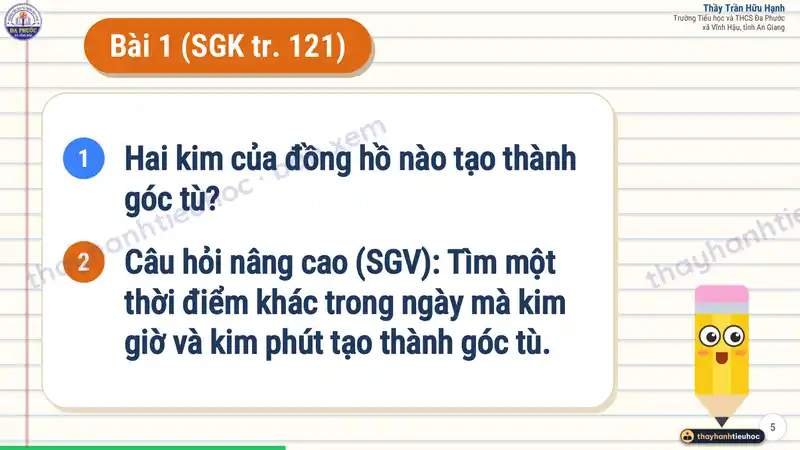 Thầy Trần Hữu Hạnh
Trường Tiểu học và THCS Đa Phước
xã Vĩnh Hậu, tỉnh An Giang
ĐA PHƯỚC
Bài 1 (SGK tr. 121)
1 Hai kim của đồng hồ nào tạo thành
góc tù?
2 Câu hỏi nâng cao (SGV): Tìm một
thời điểm khác trong ngày mà kim
giờ và kim phút tạo thành góc tù.
5
thayhanhtieuhoc